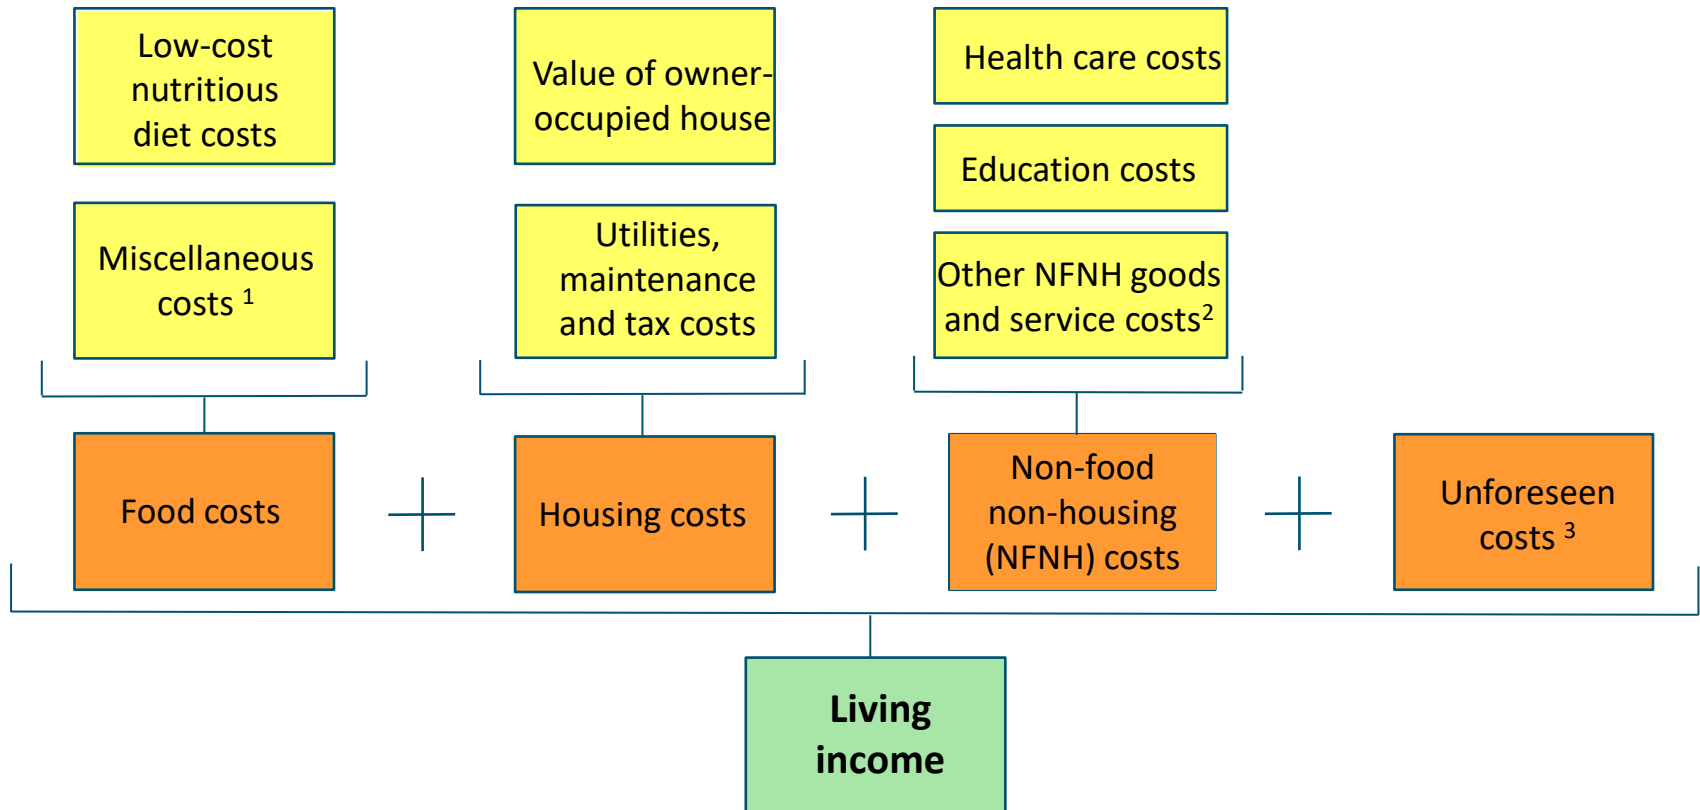 Low-cost
nutritious
diet costs
Miscellaneous
costs ¹
Food costs
Value of owner-
occupied house
Utilities,
maintenance
and tax costs
Housing costs
Health care costs
Education costs
Other NFNH goods
and service costs²
Non-food
non-housing
(NFNH) costs
Unforeseen
costs ³
Living
income